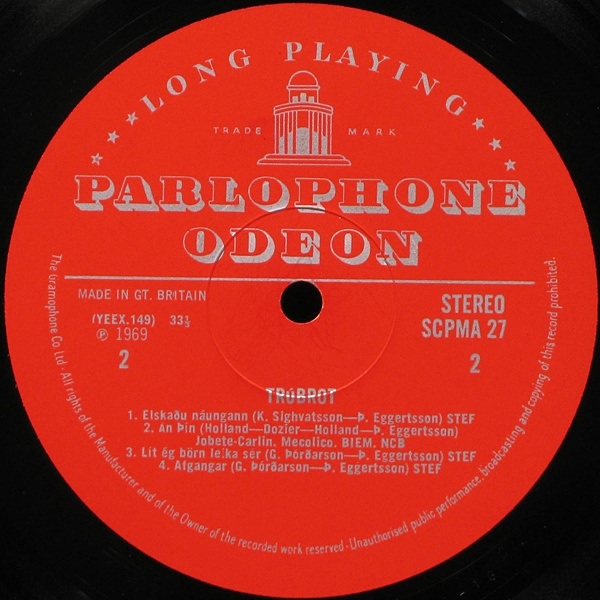 LONG PLAYING
TRADE MARK
PARLOPHONE
ODEON
MADE IN GT. BRITAIN
STEREO
(YEEX.149) 33⅓
SCPMA 27
℗ 1969
2
2
TRúBROT
1. Elskaðu náungann (K. Sighvatsson—Þ. Eggertsson) STEF
2. An Þin (Holland—Dozier—Holland—Þ. Eggertsson)
Jobete-Carlin. Mecolico. BIEM. NCB
3. Lít ég börn leika sér (G. Þórðarson—Þ. Eggertsson) STEF
4. Afgangar (G. Þórðarson—Þ. Eggertsson) STEF
The Gramophone Co. Ltd · All rights of the Manufacturer and of the Owner of the recorded work reserved · Unauthorised public performance, broadcasting and copying of this record prohibited.